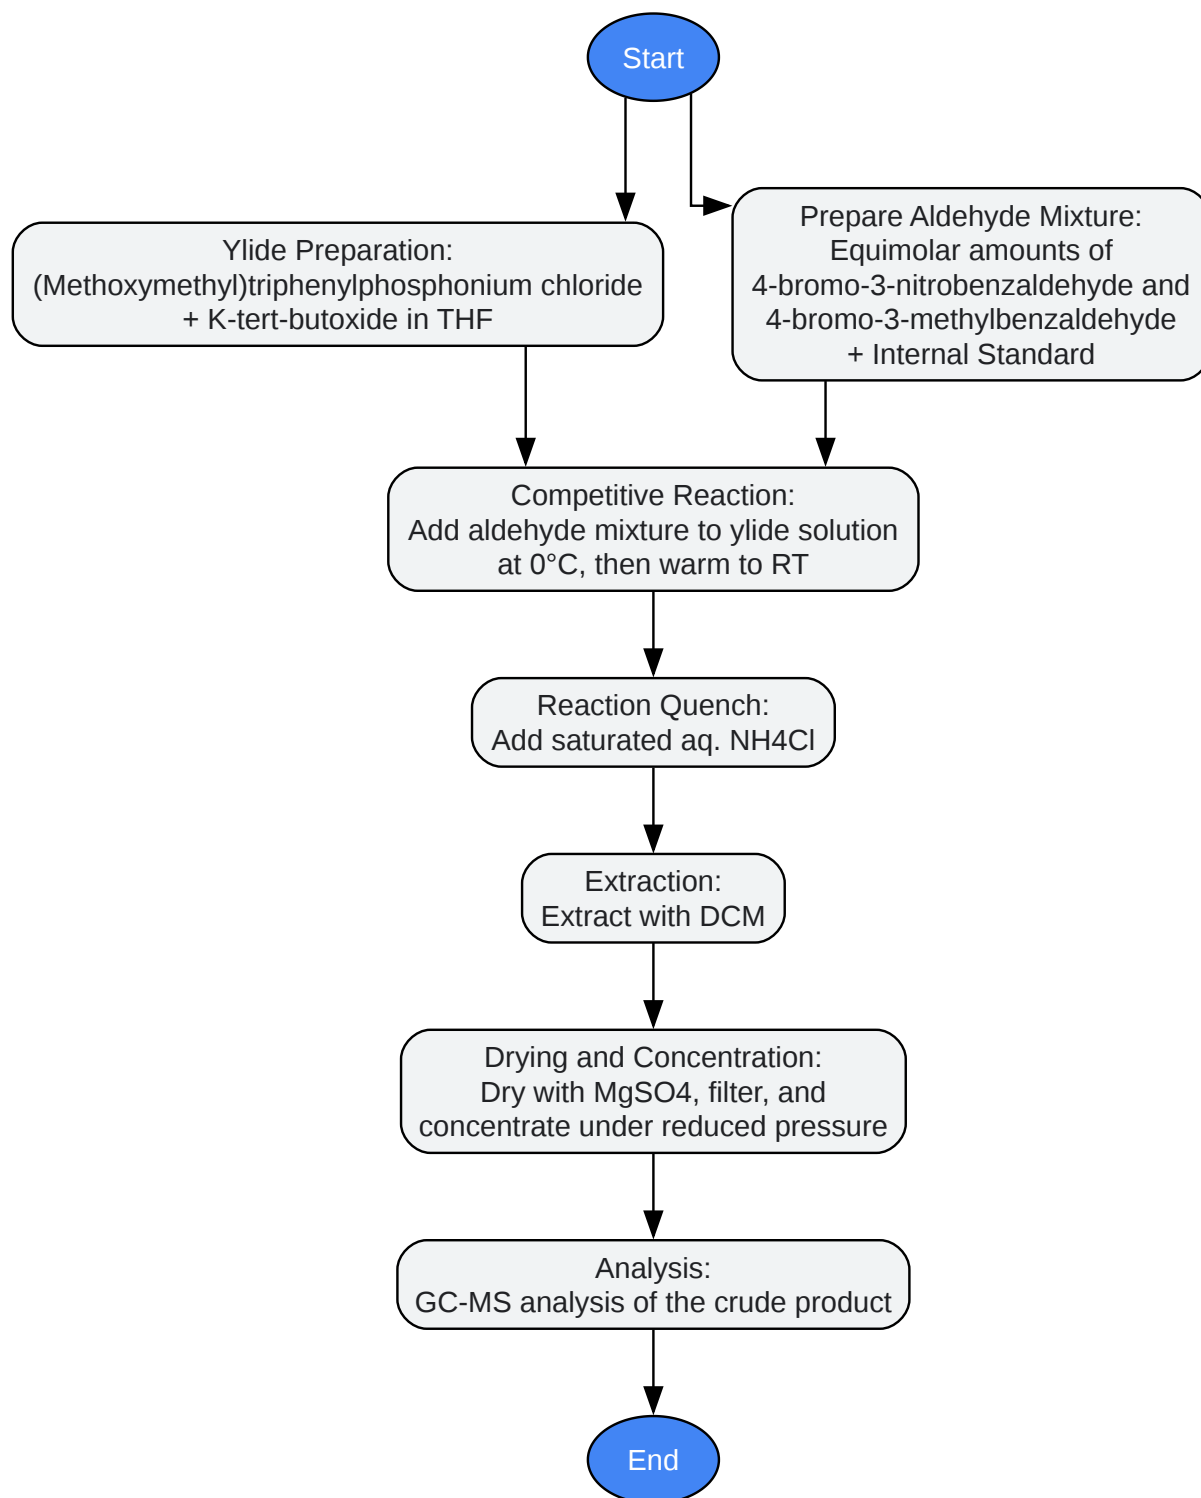 Start
Ylide Preparation:
(Methoxymethyl)triphenylphosphonium chloride
+ K-tert-butoxide in THF
Prepare Aldehyde Mixture:
Equimolar amounts of
4-bromo-3-nitrobenzaldehyde and
4-bromo-3-methylbenzaldehyde
+ Internal Standard
Competitive Reaction:
Add aldehyde mixture to ylide solution
at 0°C, then warm to RT
Reaction Quench:
Add saturated aq. NH4Cl
Extraction:
Extract with DCM
Drying and Concentration:
Dry with MgSO4, filter, and
concentrate under reduced pressure
Analysis:
GC-MS analysis of the crude product
End